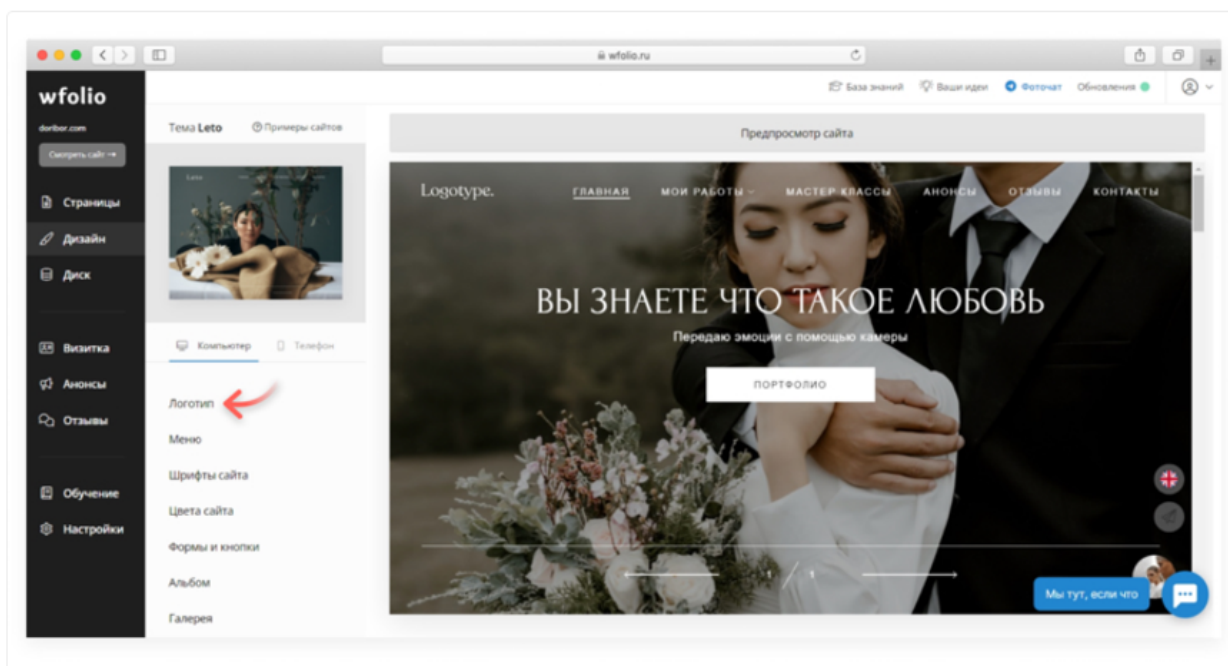 wfolio.ru
wfolio
База знаний
Ваши идеи
Фоточат
Обновления
doribor.com
Смотреть сайт →
Страницы
Дизайн
Диск
Визитка
Анонсы
Отзывы
Обучение
Настройки
Тема Leto
Примеры сайтов
Leto
Компьютер
Телефон
Логотип
Меню
Шрифты сайта
Цвета сайта
Формы и кнопки
Альбом
Галерея
Предпросмотр сайта
Logotype.
ГЛАВНАЯ
МОИ РАБОТЫ
МАСТЕР КЛАССЫ
АНОНСЫ
ОТЗЫВЫ
КОНТАКТЫ
ВЫ ЗНАЕТЕ ЧТО ТАКОЕ ЛЮБОВЬ
Передаю эмоции с помощью камеры
ПОРТФОЛИО
1 / 1
Мы тут, если что